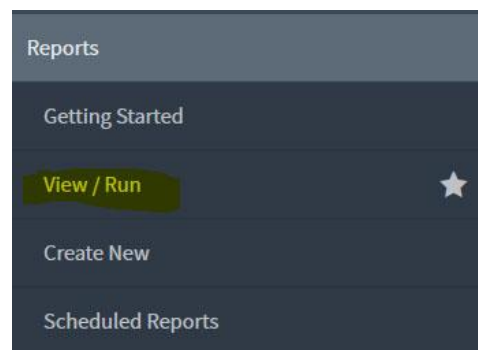 Reports
Getting Started
View / Run
Create New
Scheduled Reports